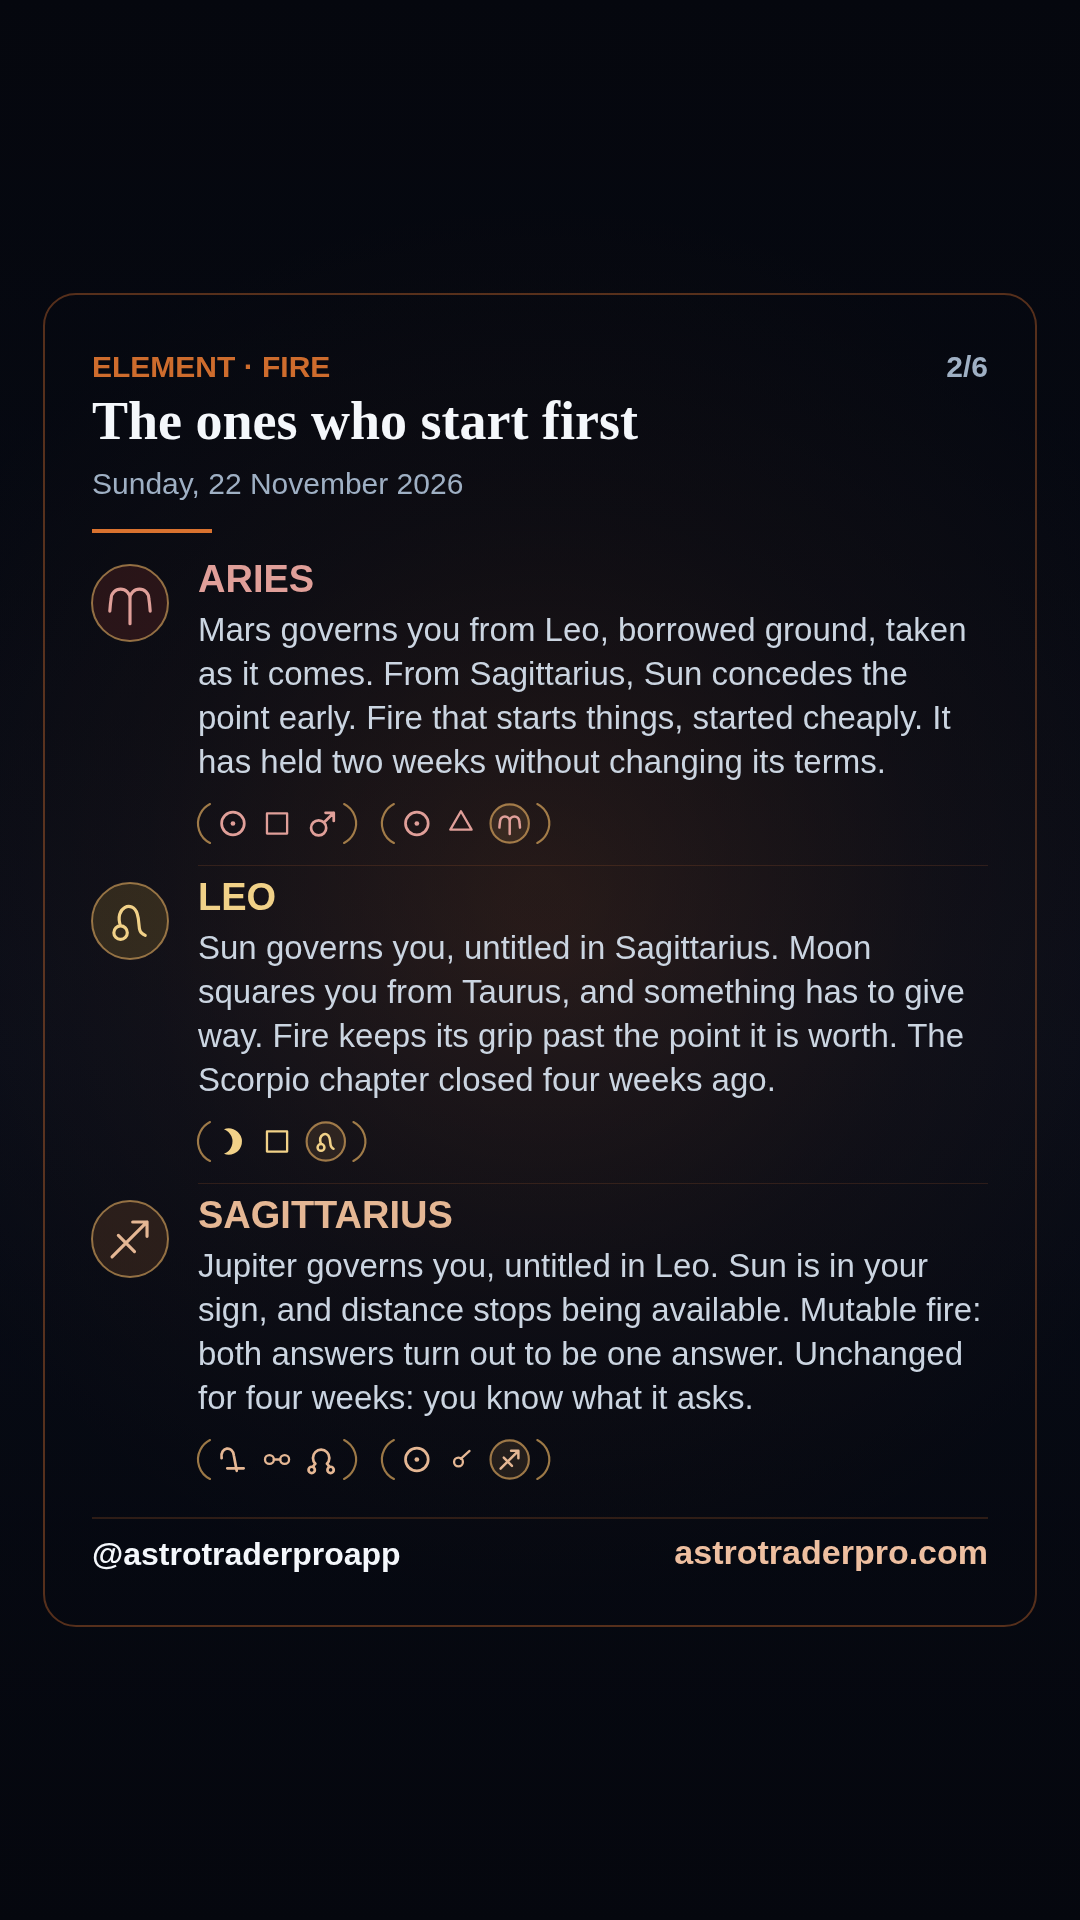 ELEMENT · FIRE
2/6
The ones who start first
Sunday, 22 November 2026
ARIES
Mars governs you from Leo, borrowed ground, taken
as it comes. From Sagittarius, Sun concedes the
point early. Fire that starts things, started cheaply. It
has held two weeks without changing its terms.
LEO
Sun governs you, untitled in Sagittarius. Moon
squares you from Taurus, and something has to give
way. Fire keeps its grip past the point it is worth. The
Scorpio chapter closed four weeks ago.
SAGITTARIUS
Jupiter governs you, untitled in Leo. Sun is in your
sign, and distance stops being available. Mutable fire:
both answers turn out to be one answer. Unchanged
for four weeks: you know what it asks.
@astrotraderproapp
astrotraderpro.com